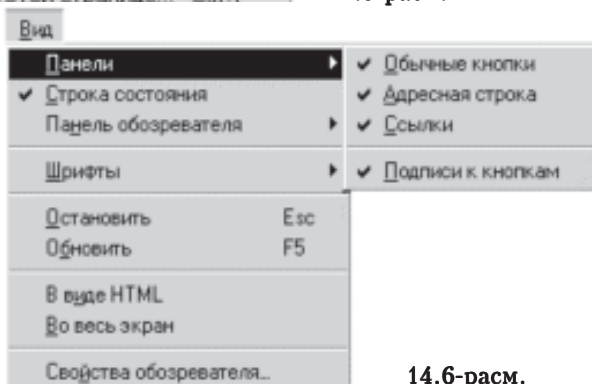 Вид
Панели
Обычные кнопки
✔ Строка состояния
✔ Адресная строка
Панель обозревателя
✔ Ссылки
Шрифты
✔ Подписи к кнопкам
Остановить Esc
Обновить F5
В виде HTML
Во весь экран
Свойства обозревателя...
14.6-расм.